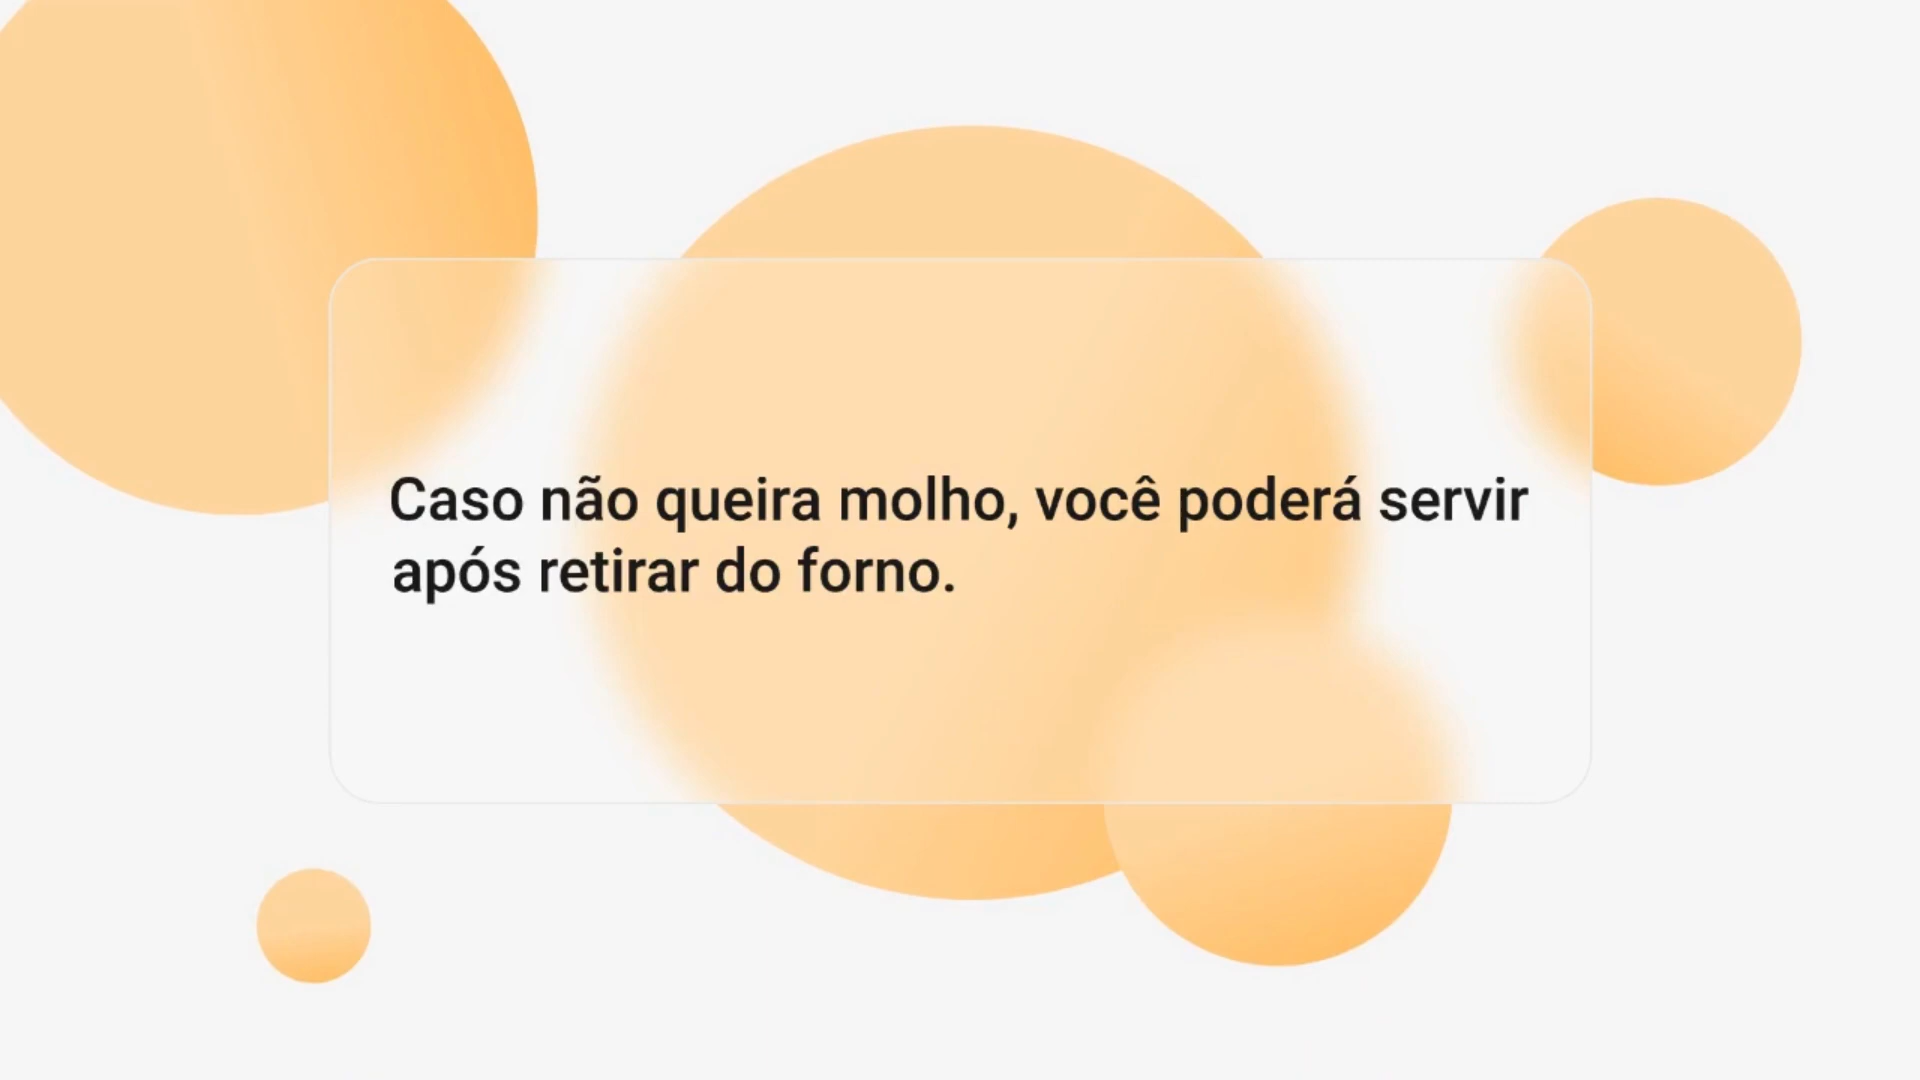 Caso não queira molho, você poderá servir
após retirar do forno.